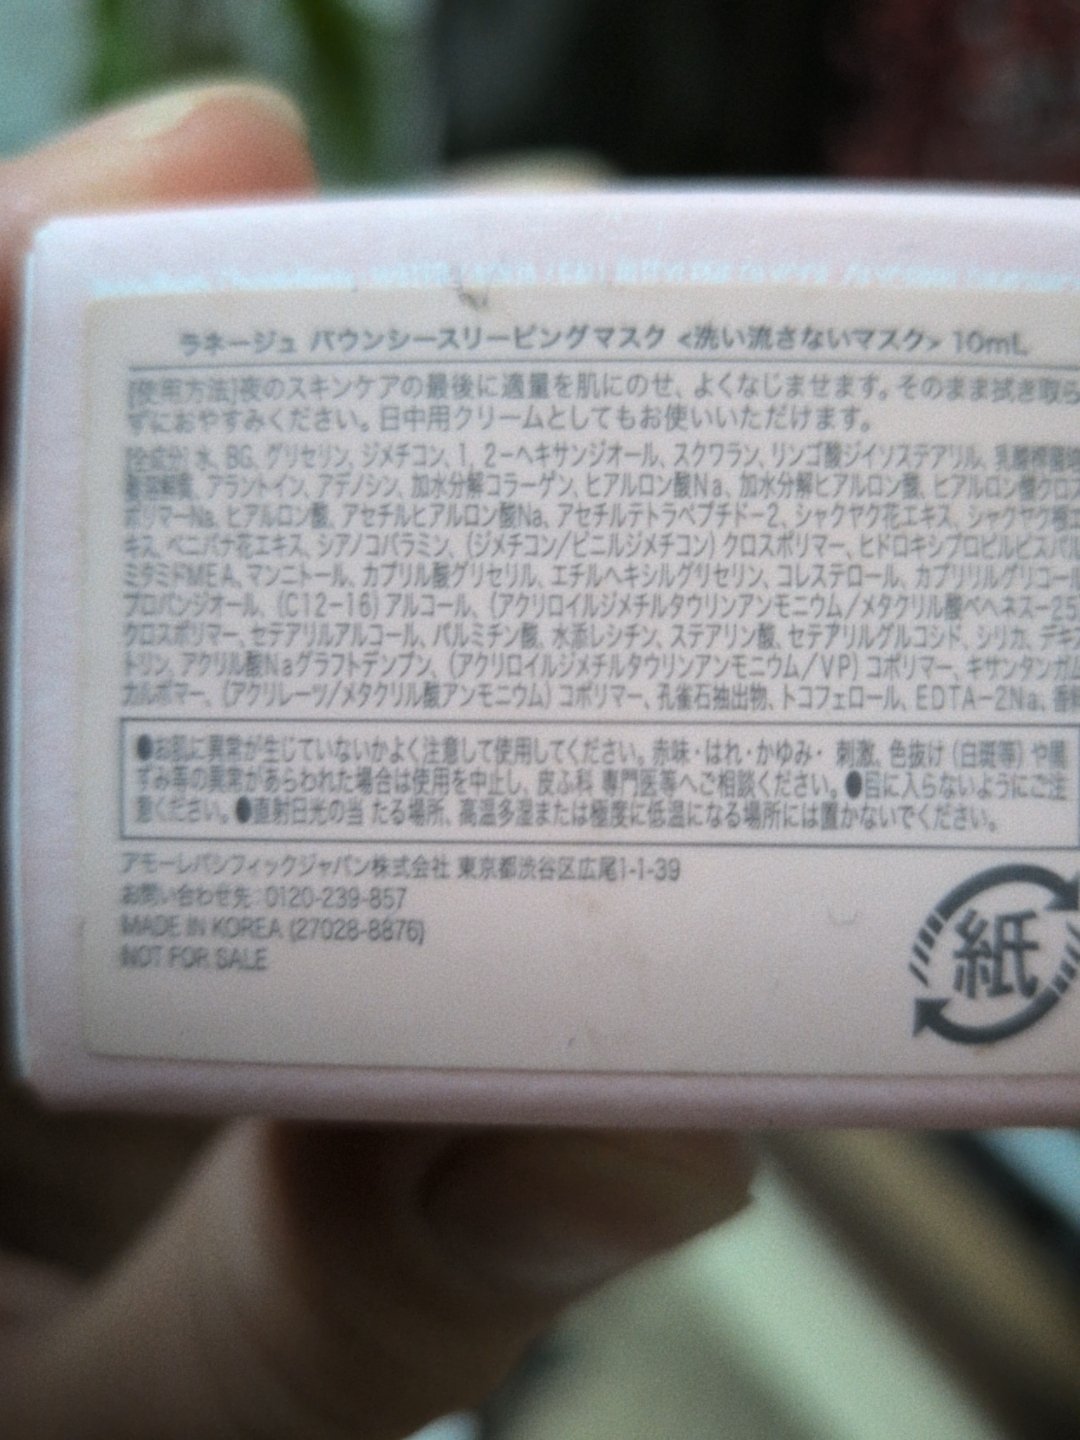 ラネージュ バウンシースリーピングマスク <洗い流さないマスク> 10mL
[使用方法]夜のスキンケアの最後に適量を肌にのせ、よくなじませます。そのまま拭き取ら
ずにおやすみください。日中用クリームとしてもお使いいただけます。
[全成分] 水、BG、グリセリン、ジメチコン、1, 2-ヘキサンジオール、スクワラン、リンゴ酸ジイソステアリル、
アラントイン、アデノシン、加水分解コラーゲン、ヒアルロン酸Na、加水分解ヒアルロン酸、ヒアルロン酸クロス
ポリマーNa、ヒアルロン酸、アセチルヒアルロン酸Na、アセチルテトラペプチド-2、シャクヤク花エキス、シャクヤク根エ
キス、ベニバナ花エキス、シアノコバラミン、(ジメチコン/ビニルジメチコン) クロスポリマー、ヒドロキシプロピルビスパル
ミタミドMEA、マンニトール、カプリル酸グリセリル、エチルヘキシルグリセリン、コレステロール、カプリリルグリコール
プロパンジオール、(C12-16) アルコール、(アクリロイルジメチルタウリンアンモニウム/メタクリル酸ベヘネス-25)
クロスポリマー、セテアリルアルコール、パルミチン酸、水添レシチン、ステアリン酸、セテアリルグルコシド、シリカ、デキス
トリン、アクリル酸Naグラフトデンプン、(アクリロイルジメチルタウリンアンモニウム/VP) コポリマー、キサンタンガム
カルボマー、(アクリレーツ/メタクリル酸アンモニウム) コポリマー、孔雀石抽出物、トコフェロール、EDTA-2Na、香料
●お肌に異常が生じていないかよく注意して使用してください。赤味・はれ・かゆみ・ 刺激、色抜け (白斑等) や黒
ずみ等の異常があらわれた場合は使用を中止し、皮ふ科 専門医等へご相談ください。●目に入らないようにご注
意ください。●直射日光の当 たる場所、高温多湿または極度に低温になる場所には置かないでください。
アモーレパシフィックジャパン株式会社 東京都渋谷区広尾1-1-39
お問い合わせ先:0120-239-857
MADE IN KOREA (27028-8876)
NOT FOR SALE
紙